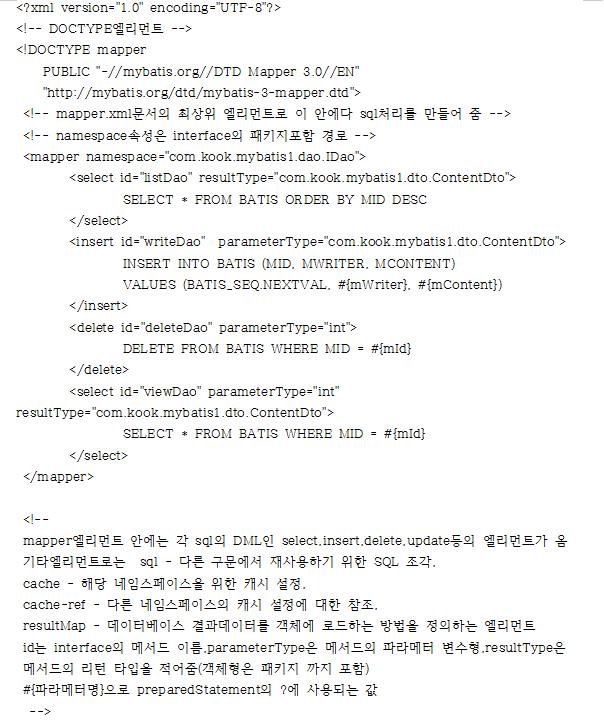 <?xml version="1.0" encoding="UTF-8"?>
<!-- DOCTYPE엘리먼트 -->
<!DOCTYPE mapper
PUBLIC "-//mybatis.org//DTD Mapper 3.0//EN"
"http://mybatis.org/dtd/mybatis-3-mapper.dtd">
<!-- mapper.xml문서의 최상위 엘리먼트로 이 안에다 sql처리를 만들어 줌 -->
<!-- namespace속성은 interface의 패키지포함 경로 -->
<mapper namespace="com.kook.mybatis1.dao.IDao">
<select id="listDao" resultType="com.kook.mybatis1.dto.ContentDto">
SELECT * FROM BATIS ORDER BY MID DESC
</select>
<insert id="writeDao" parameterType="com.kook.mybatis1.dto.ContentDto">
INSERT INTO BATIS (MID, MWRITER, MCONTENT)
VALUES (BATIS_SEQ.NEXTVAL, #{mWriter}, #{mContent})
</insert>
<delete id="deleteDao" parameterType="int">
DELETE FROM BATIS WHERE MID = #{mId}
</delete>
<select id="viewDao" parameterType="int"
resultType="com.kook.mybatis1.dto.ContentDto">
SELECT * FROM BATIS WHERE MID = #{mId}
</select>
</mapper>
<!--
mapper엘리먼트 안에는 각 sql의 DML인 select,insert,delete,update등의 엘리먼트가 옴
기타엘리먼트로는 sql - 다른 구문에서 재사용하기 위한 SQL 조각,
cache - 해당 네임스페이스을 위한 캐시 설정,
cache-ref - 다른 네임스페이스의 캐시 설정에 대한 참조,
resultMap - 데이터베이스 결과데이터를 객체에 로드하는 방법을 정의하는 엘리먼트
id는 interface의 메서드 이름,parameterType은 메서드의 파라메터 변수형,resultType은
메서드의 리턴 타입을 적어줌(객체형은 패키지 까지 포함)
#{파라메터명}으로 preparedStatement의 ?에 사용되는 값
-->